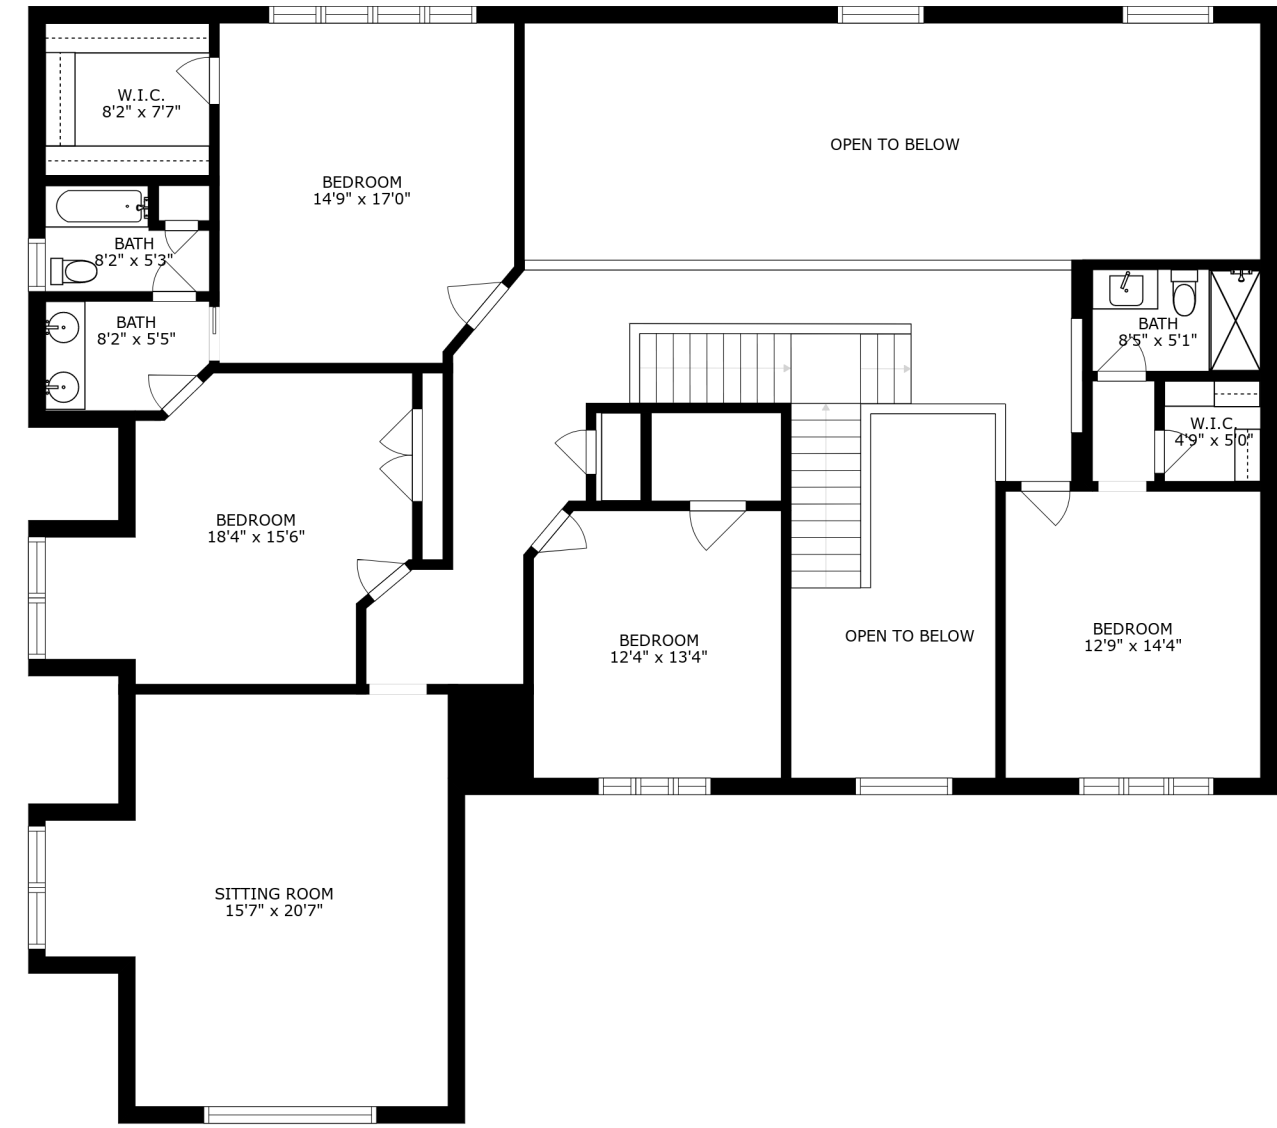 W.I.C.
8'2" x 7'7"
BEDROOM
14'9" x 17'0"
OPEN TO BELOW
BATH
8'2" x 5'3"
BATH
8'2" x 5'5"
BATH
8'5" x 5'1"
W.I.C.
4'9" x 5'0"
BEDROOM
18'4" x 15'6"
BEDROOM
12'4" x 13'4"
OPEN TO BELOW
BEDROOM
12'9" x 14'4"
SITTING ROOM
15'7" x 20'7"